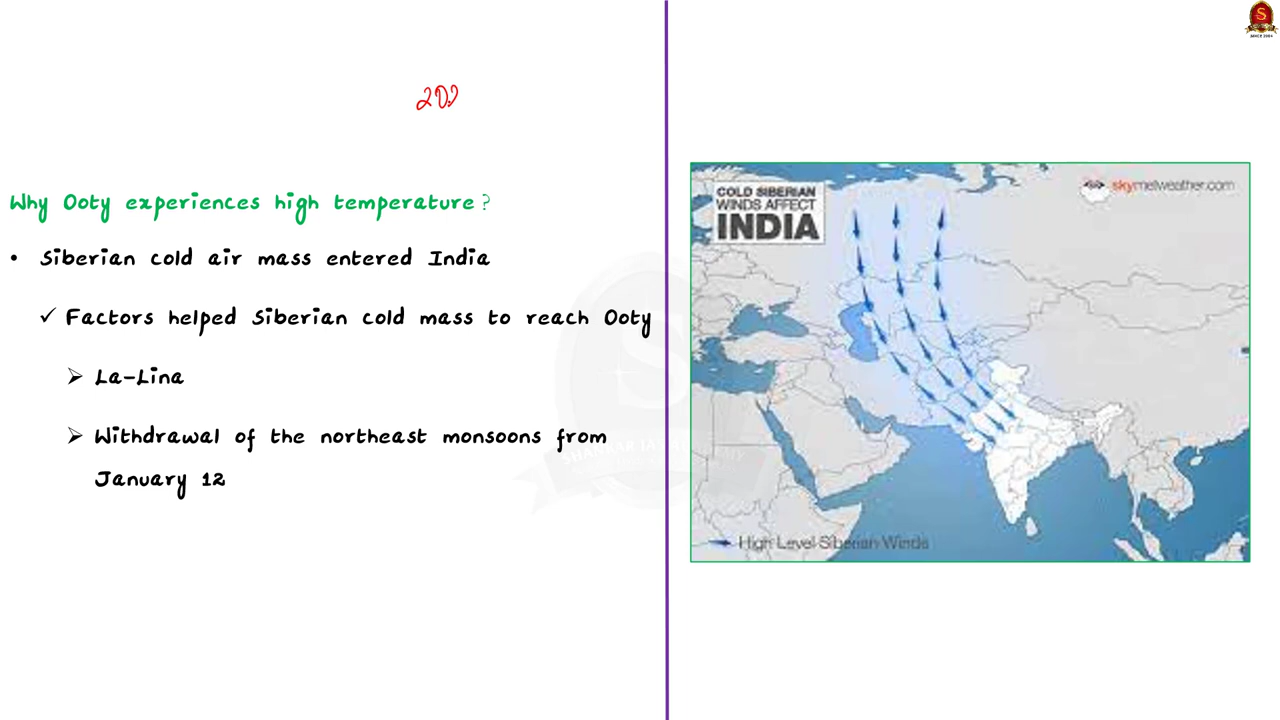 SINCE 2004
Why Ooty experiences high temperature?
• Siberian cold air mass entered India
✓ Factors helped Siberian cold mass to reach Ooty
➢ La-Lina
➢ Withdrawal of the northeast monsoons from
January 12
COLD SIBERIAN
WINDS AFFECT
INDIA
skymetweather.com
High Level Siberian Winds